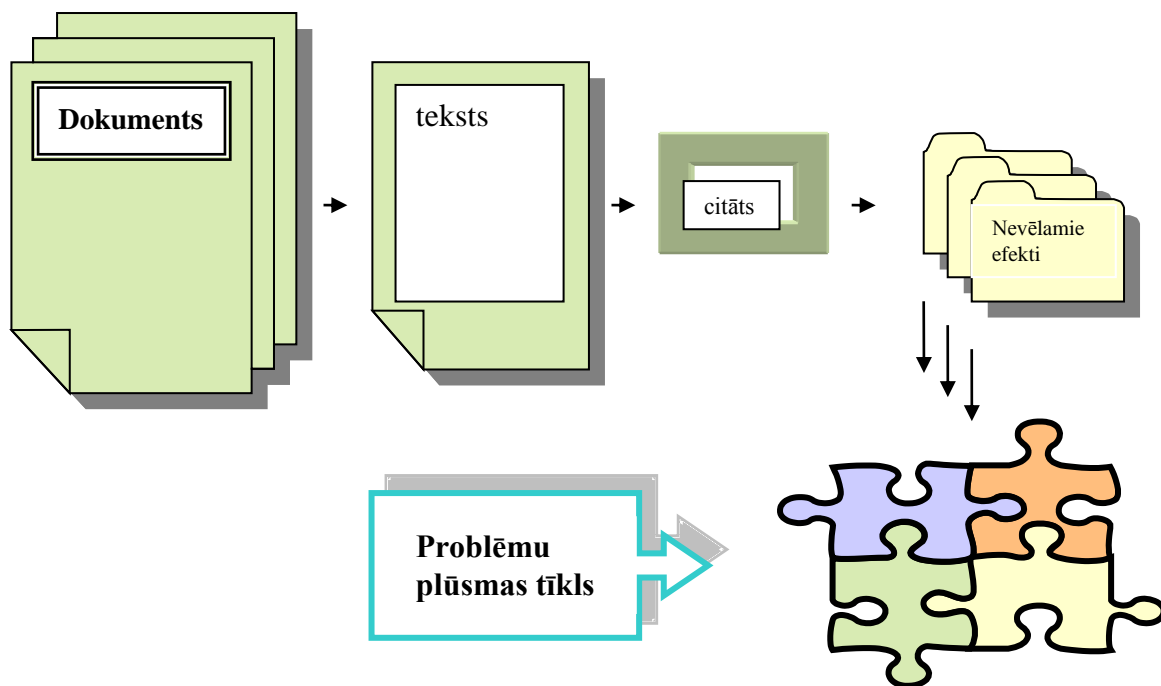 Dokuments
teksts
citāts
Nevēlamie
efekti
Problēmu
plūsmas tīkls